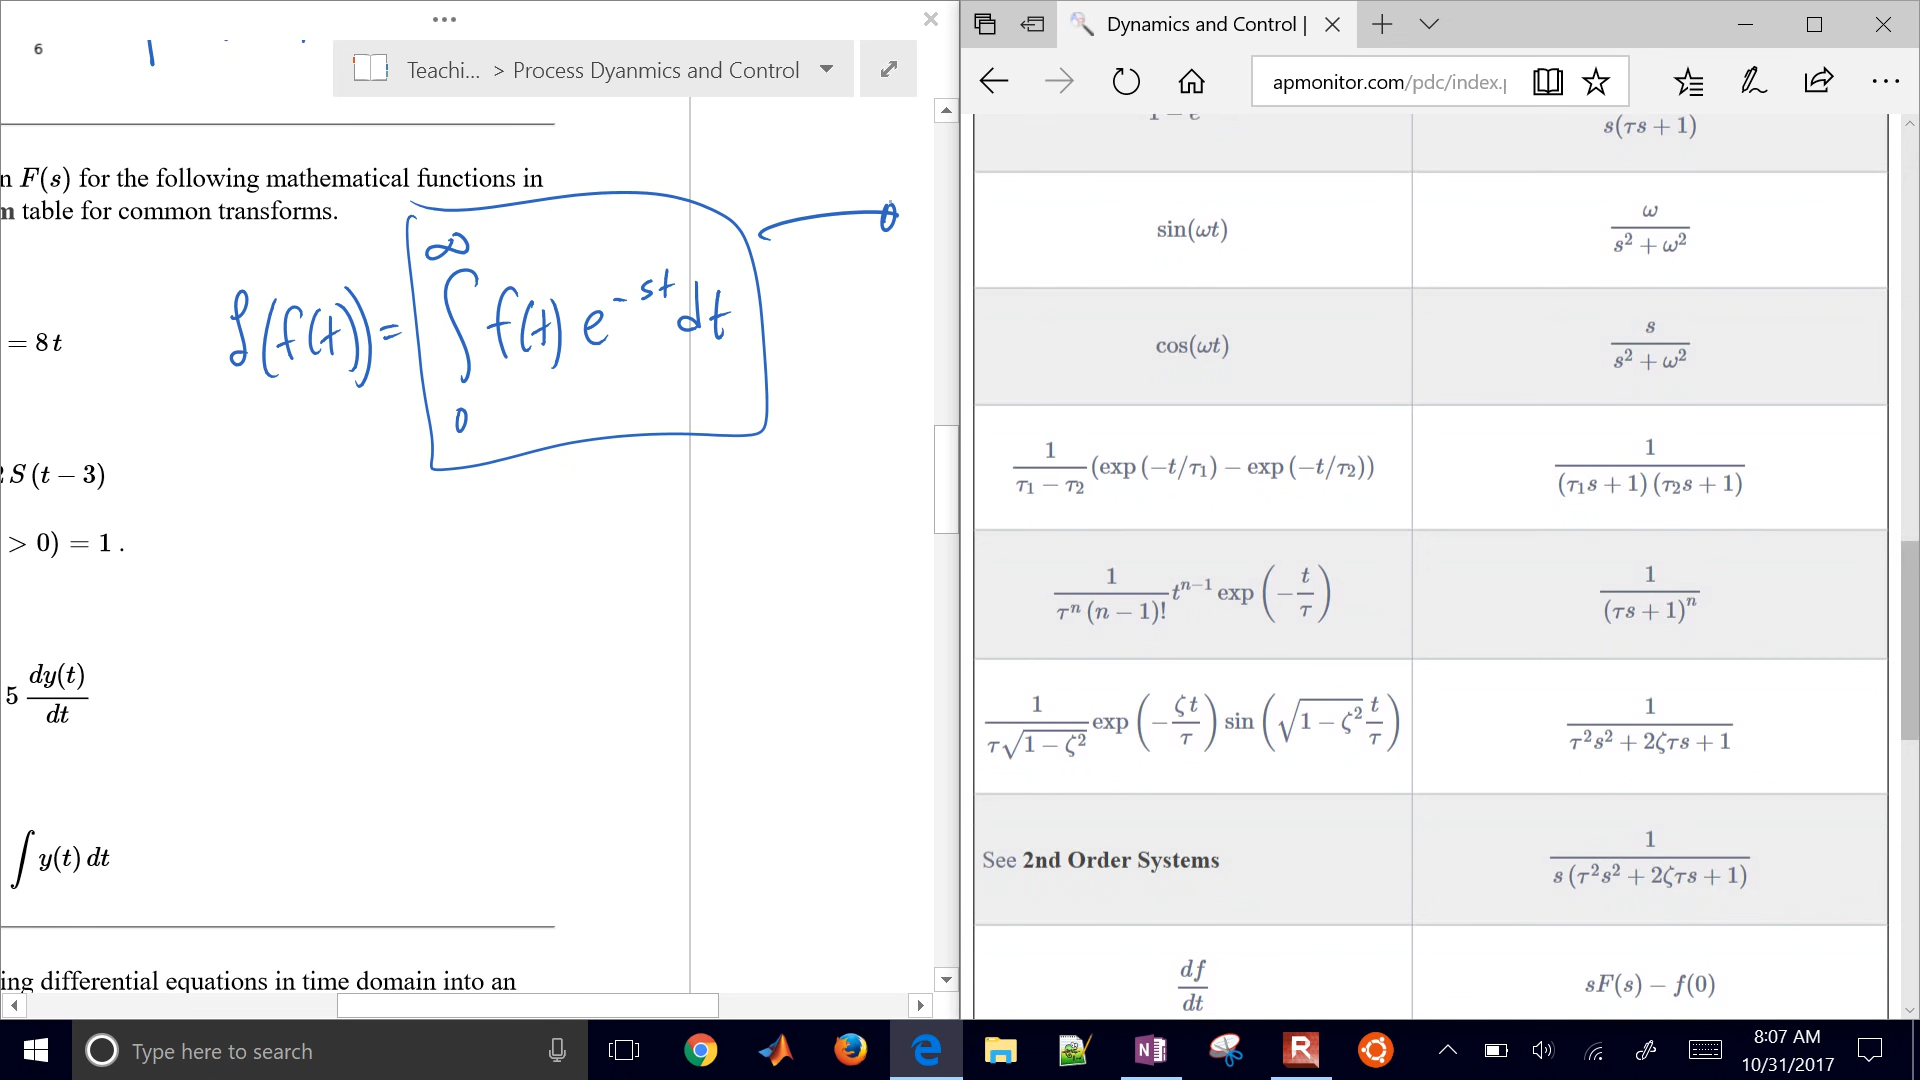 6
Teachi... > Process Dyanmics and Control
n F(s) for the following mathematical functions in
m table for common transforms.
= 8 t
ℒ(f(t)) = ∫₀^∞ f(t) e^{-st} dt
S (t − 3)
> 0) = 1 .
5 dy(t)/dt
∫ y(t) dt
ing differential equations in time domain into an
Dynamics and Control |
apmonitor.com/pdc/index.
s(τs + 1)
sin(ωt) ω/(s² + ω²)
cos(ωt) s/(s² + ω²)
1/(τ₁ − τ₂) (exp (−t/τ₁) − exp (−t/τ₂)) 1/((τ₁s + 1) (τ₂s + 1))
1/(τⁿ (n − 1)!) tⁿ⁻¹ exp (−t/τ) 1/(τs + 1)ⁿ
1/(τ√(1 − ζ²)) exp (−ζt/τ) sin (√(1 − ζ²) t/τ) 1/(τ²s² + 2ζτs + 1)
See 2nd Order Systems 1/(s (τ²s² + 2ζτs + 1))
df/dt sF(s) − f(0)
Type here to search
8:07 AM
10/31/2017